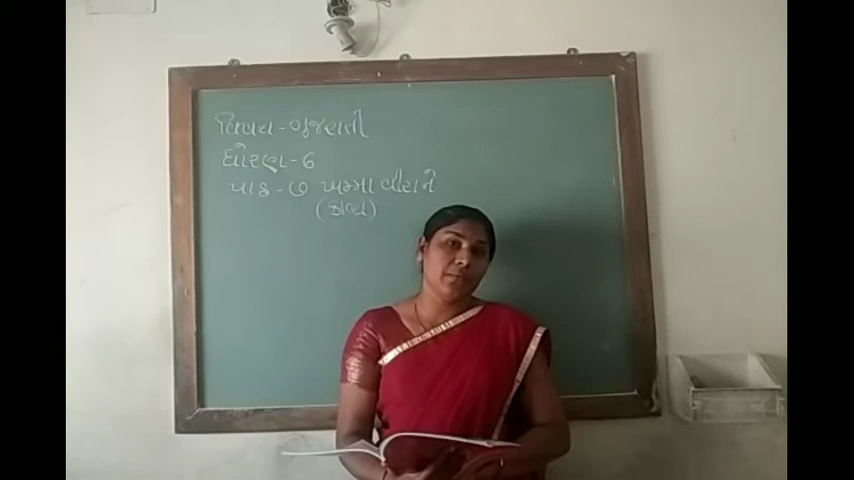 વિષય - ગુજરાતી
ધોરણ - 6
પાઠ - ૭ ખમ્મા વીરાને
(કાવ્ય)